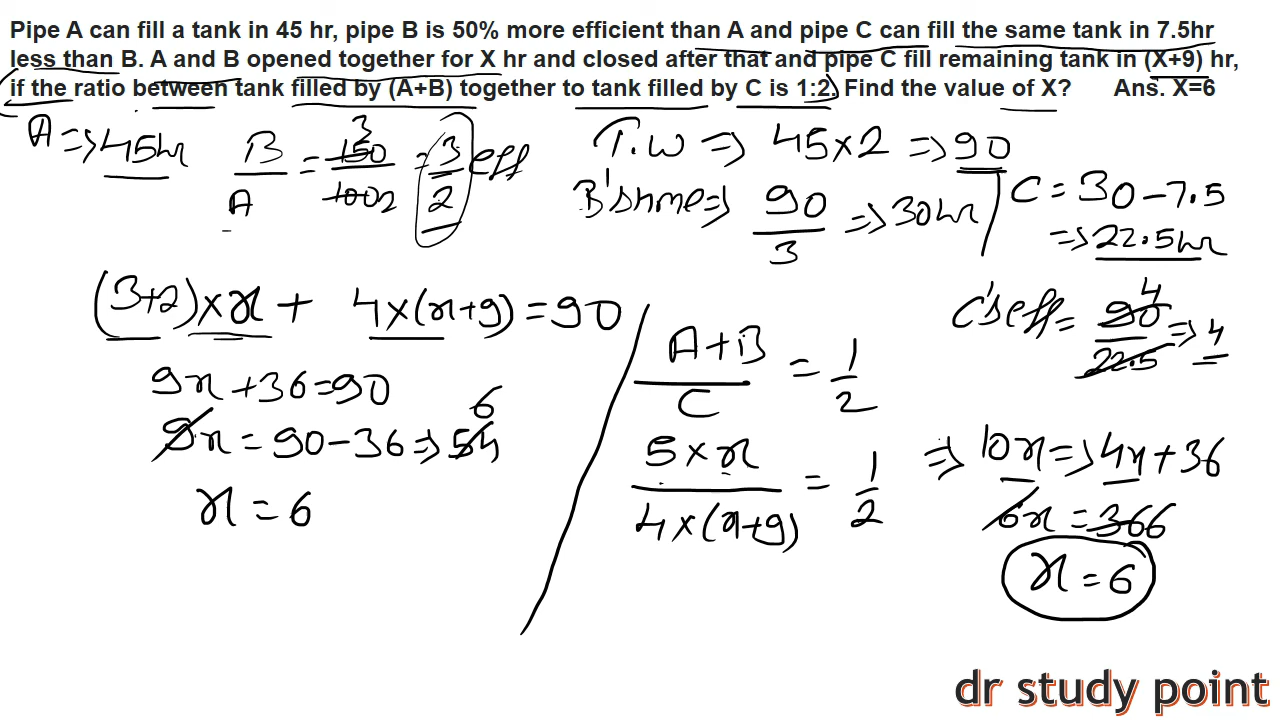 Pipe A can fill a tank in 45 hr, pipe B is 50% more efficient than A and pipe C can fill the same tank in 7.5hr
less than B. A and B opened together for X hr and closed after that and pipe C fill remaining tank in (X+9) hr,
if the ratio between tank filled by (A+B) together to tank filled by C is 1:2. Find the value of X? Ans. X=6
A => 45hr
B/A = 150/100 = 3/2 eff
3
2
T.W => 45×2 => 90
B's time => 90/3 => 30hr
C = 30-7.5
=> 22.5hr
(3+2)×x + 4×(x+9) = 90
C's eff = 90/22.5 => 4
4
9x+36=90
9x = 90-36 => 54
6
x = 6
A+B/C = 1/2
5×x/4×(x+9) = 1/2
=> 10x => 4x+36
6x = 36 6
x = 6
dr study point